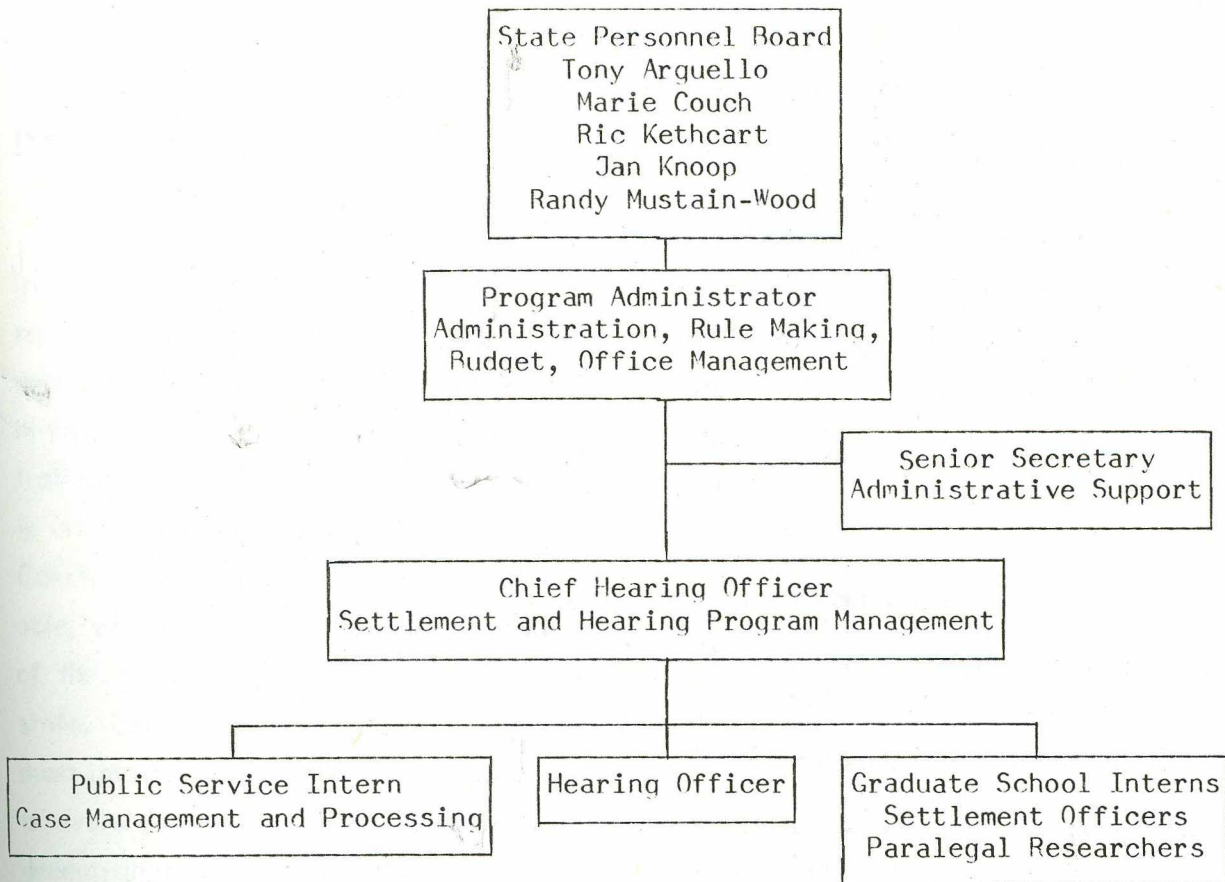 State Personnel Board
Tony Arguello
Marie Couch
Ric Kethcart
Jan Knoop
Randy Mustain-Wood
Program Administrator
Administration, Rule Making,
Budget, Office Management
Senior Secretary
Administrative Support
Chief Hearing Officer
Settlement and Hearing Program Management
Public Service Intern
Case Management and Processing
Hearing Officer
Graduate School Interns
Settlement Officers
Paralegal Researchers